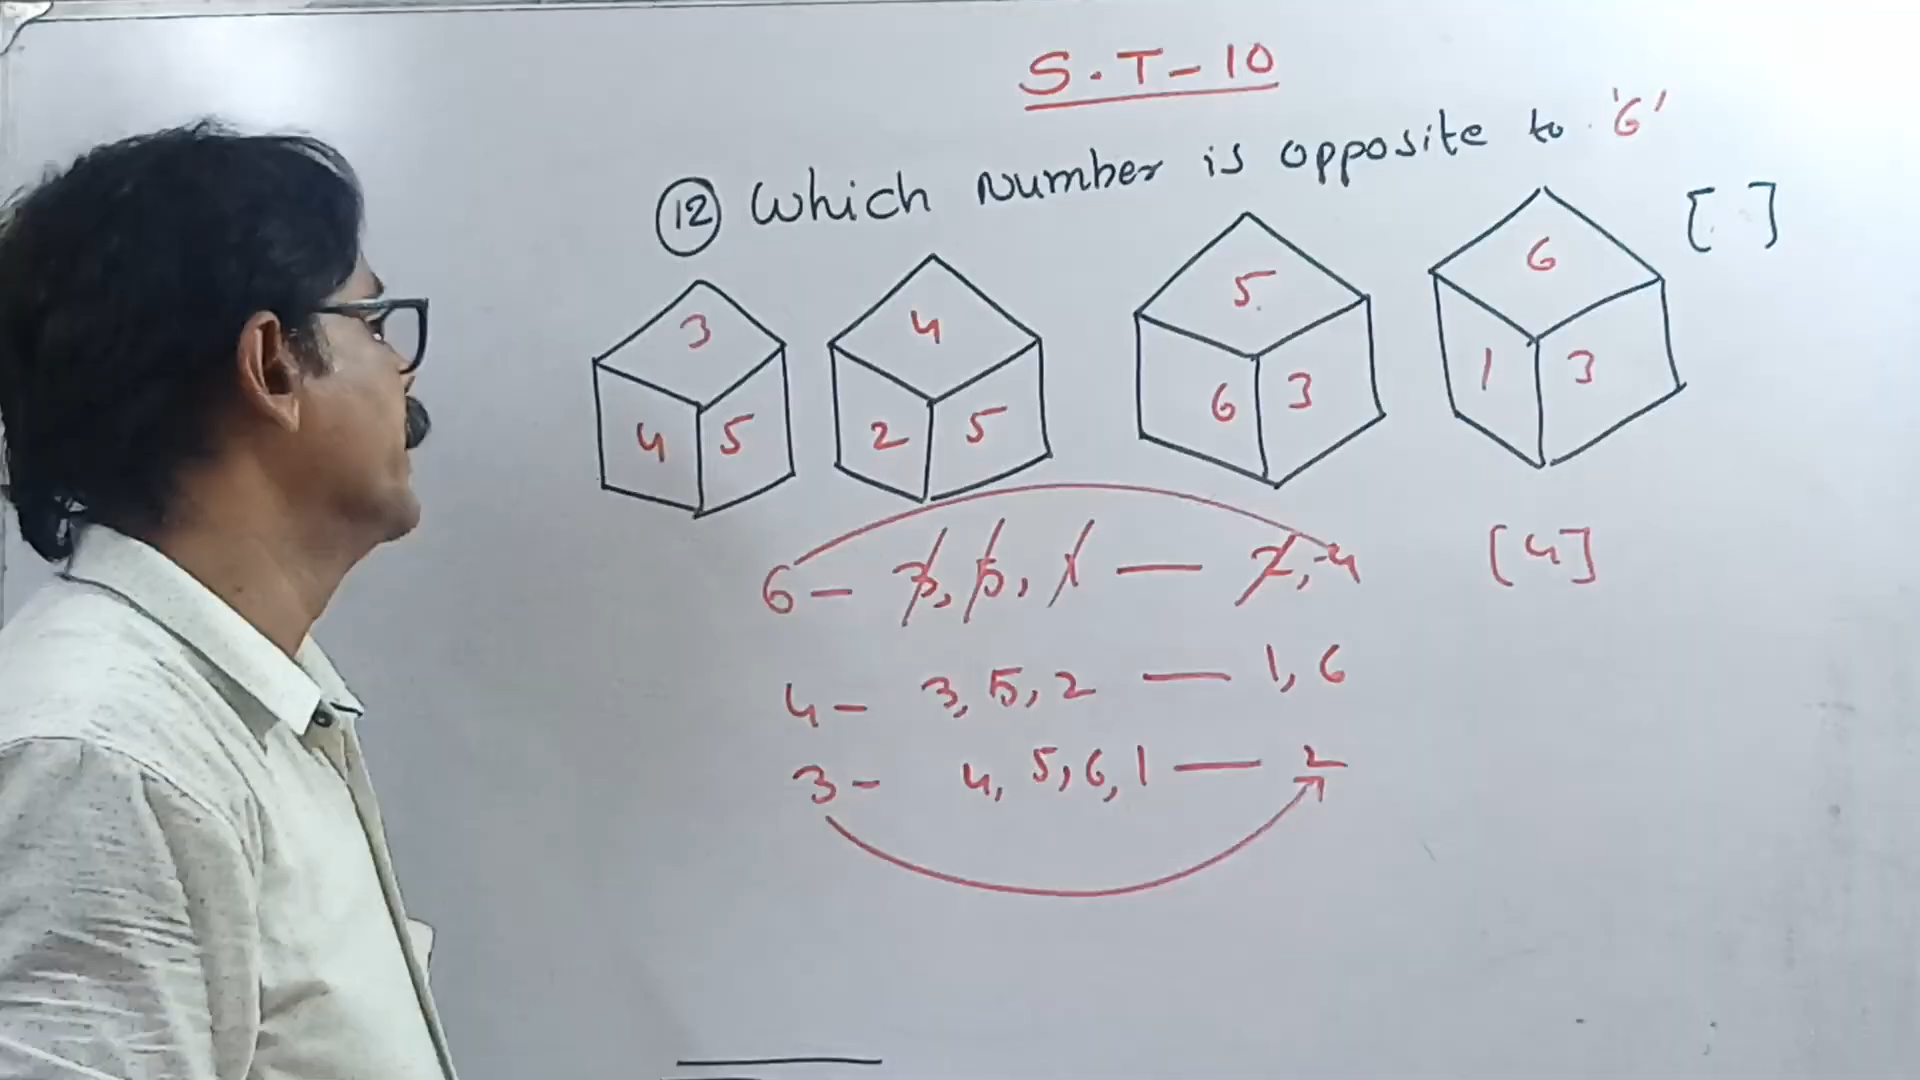 S.T-10
12 Which number is opposite to '6'
[ ]
3
4 5
4
2 5
5
6 3
6
1 3
6 - 3, 5, 1 — 2, 4
[4]
4 - 3, 5, 2 — 1, 6
3 - 4, 5, 6, 1 — 2